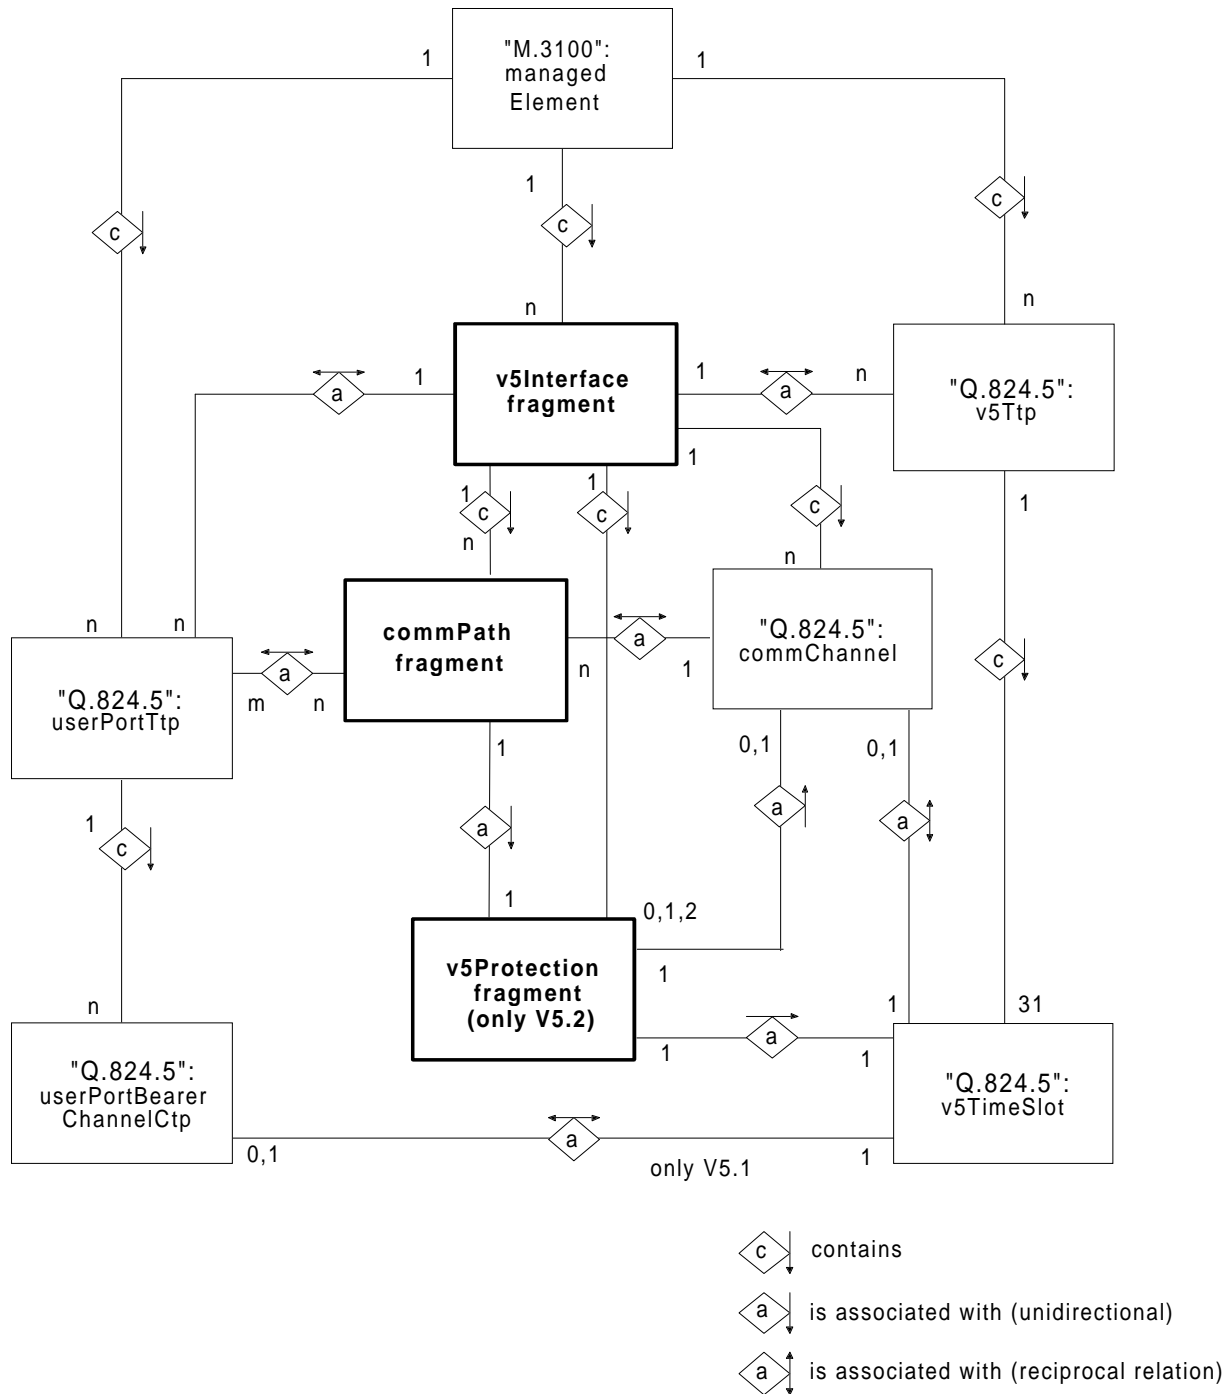 "M.3100":
managed
Element
1
1
1
c
c
c
n
n
v5Interface
fragment
a
1
1
a
n
"Q.824.5":
v5Ttp
1
1
1
1
c
c
c
n
n
n
n
commPath
fragment
a
n
1
"Q.824.5":
commChannel
c
"Q.824.5":
userPortTtp
a
m
n
1
0,1
0,1
1
c
a
a
a
1
0,1,2
v5Protection
fragment
(only V5.2)
1
n
1
31
1
a
1
"Q.824.5":
userPortBearer
ChannelCtp
"Q.824.5":
v5TimeSlot
0,1
a
only V5.1
1
c contains
a is associated with (unidirectional)
a is associated with (reciprocal relation)